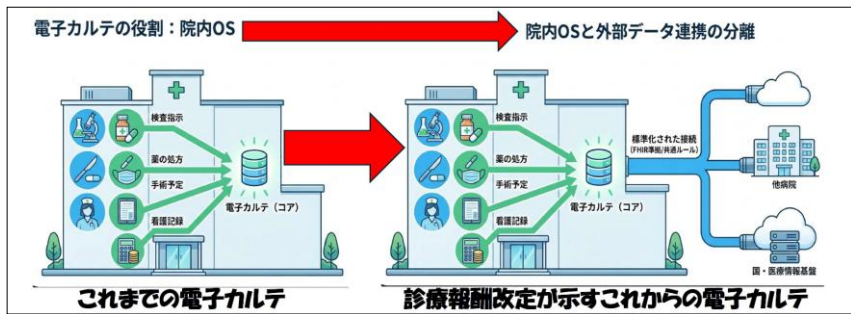 電子カルテの役割：院内OS
院内OSと外部データ連携の分離
検査指示
薬の処方
手術予定
看護記録
電子カルテ（コア）
検査指示
薬の処方
手術予定
看護記録
電子カルテ（コア）
標準化された接続
（FHIR準拠/共通ルール）
他病院
国・医療情報基盤
これまでの電子カルテ
診療報酬改定が示すこれからの電子カルテ